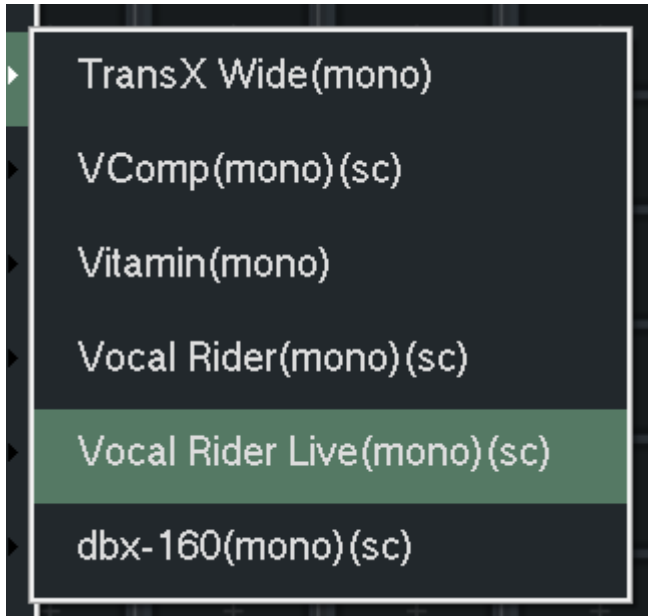 TransX Wide(mono)
VComp(mono)(sc)
Vitamin(mono)
Vocal Rider(mono)(sc)
Vocal Rider Live(mono)(sc)
dbx-160(mono)(sc)